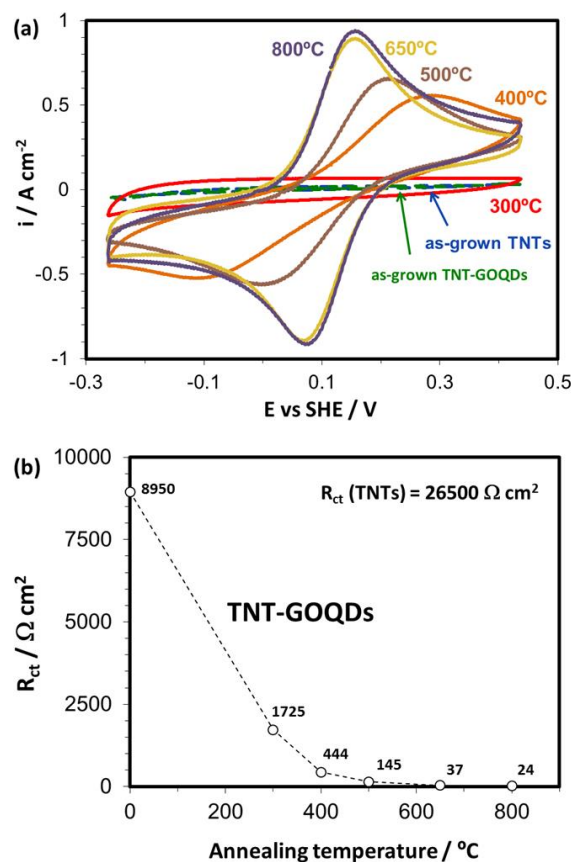 (a)
1
0.5
0
-0.5
-1
i / A cm-2
800ºC
650ºC
500ºC
400ºC
300ºC
as-grown TNTs
as-grown TNT-GOQDs
-0.3
-0.1
0.1
0.3
0.5
E vs SHE / V
(b)
10000
7500
5000
2500
0
Rct / Ω cm2
8950
Rct (TNTs) = 26500 Ω cm2
TNT-GOQDs
1725
444
145
37
24
0
200
400
600
800
Annealing temperature / ºC